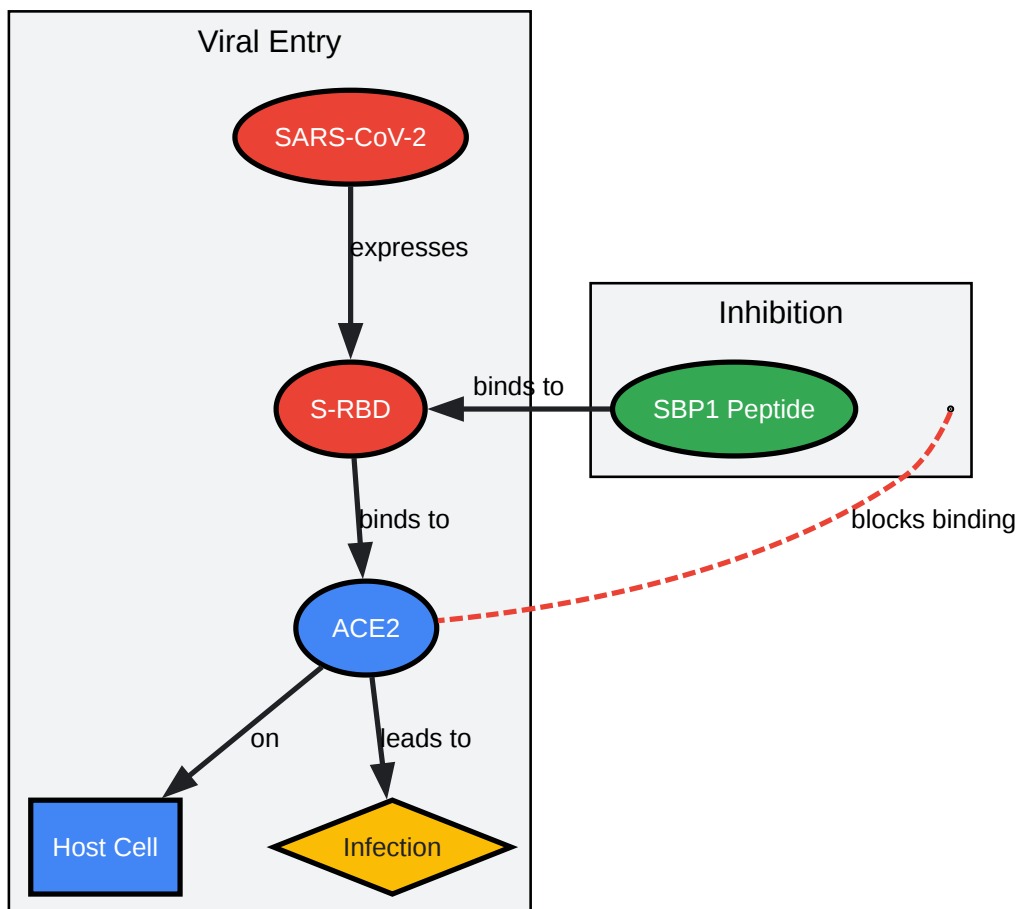 Viral Entry
SARS-CoV-2
expresses
Inhibition
binds to
S-RBD
SBP1 Peptide
binds to
blocks binding
ACE2
on
leads to
Host Cell
Infection